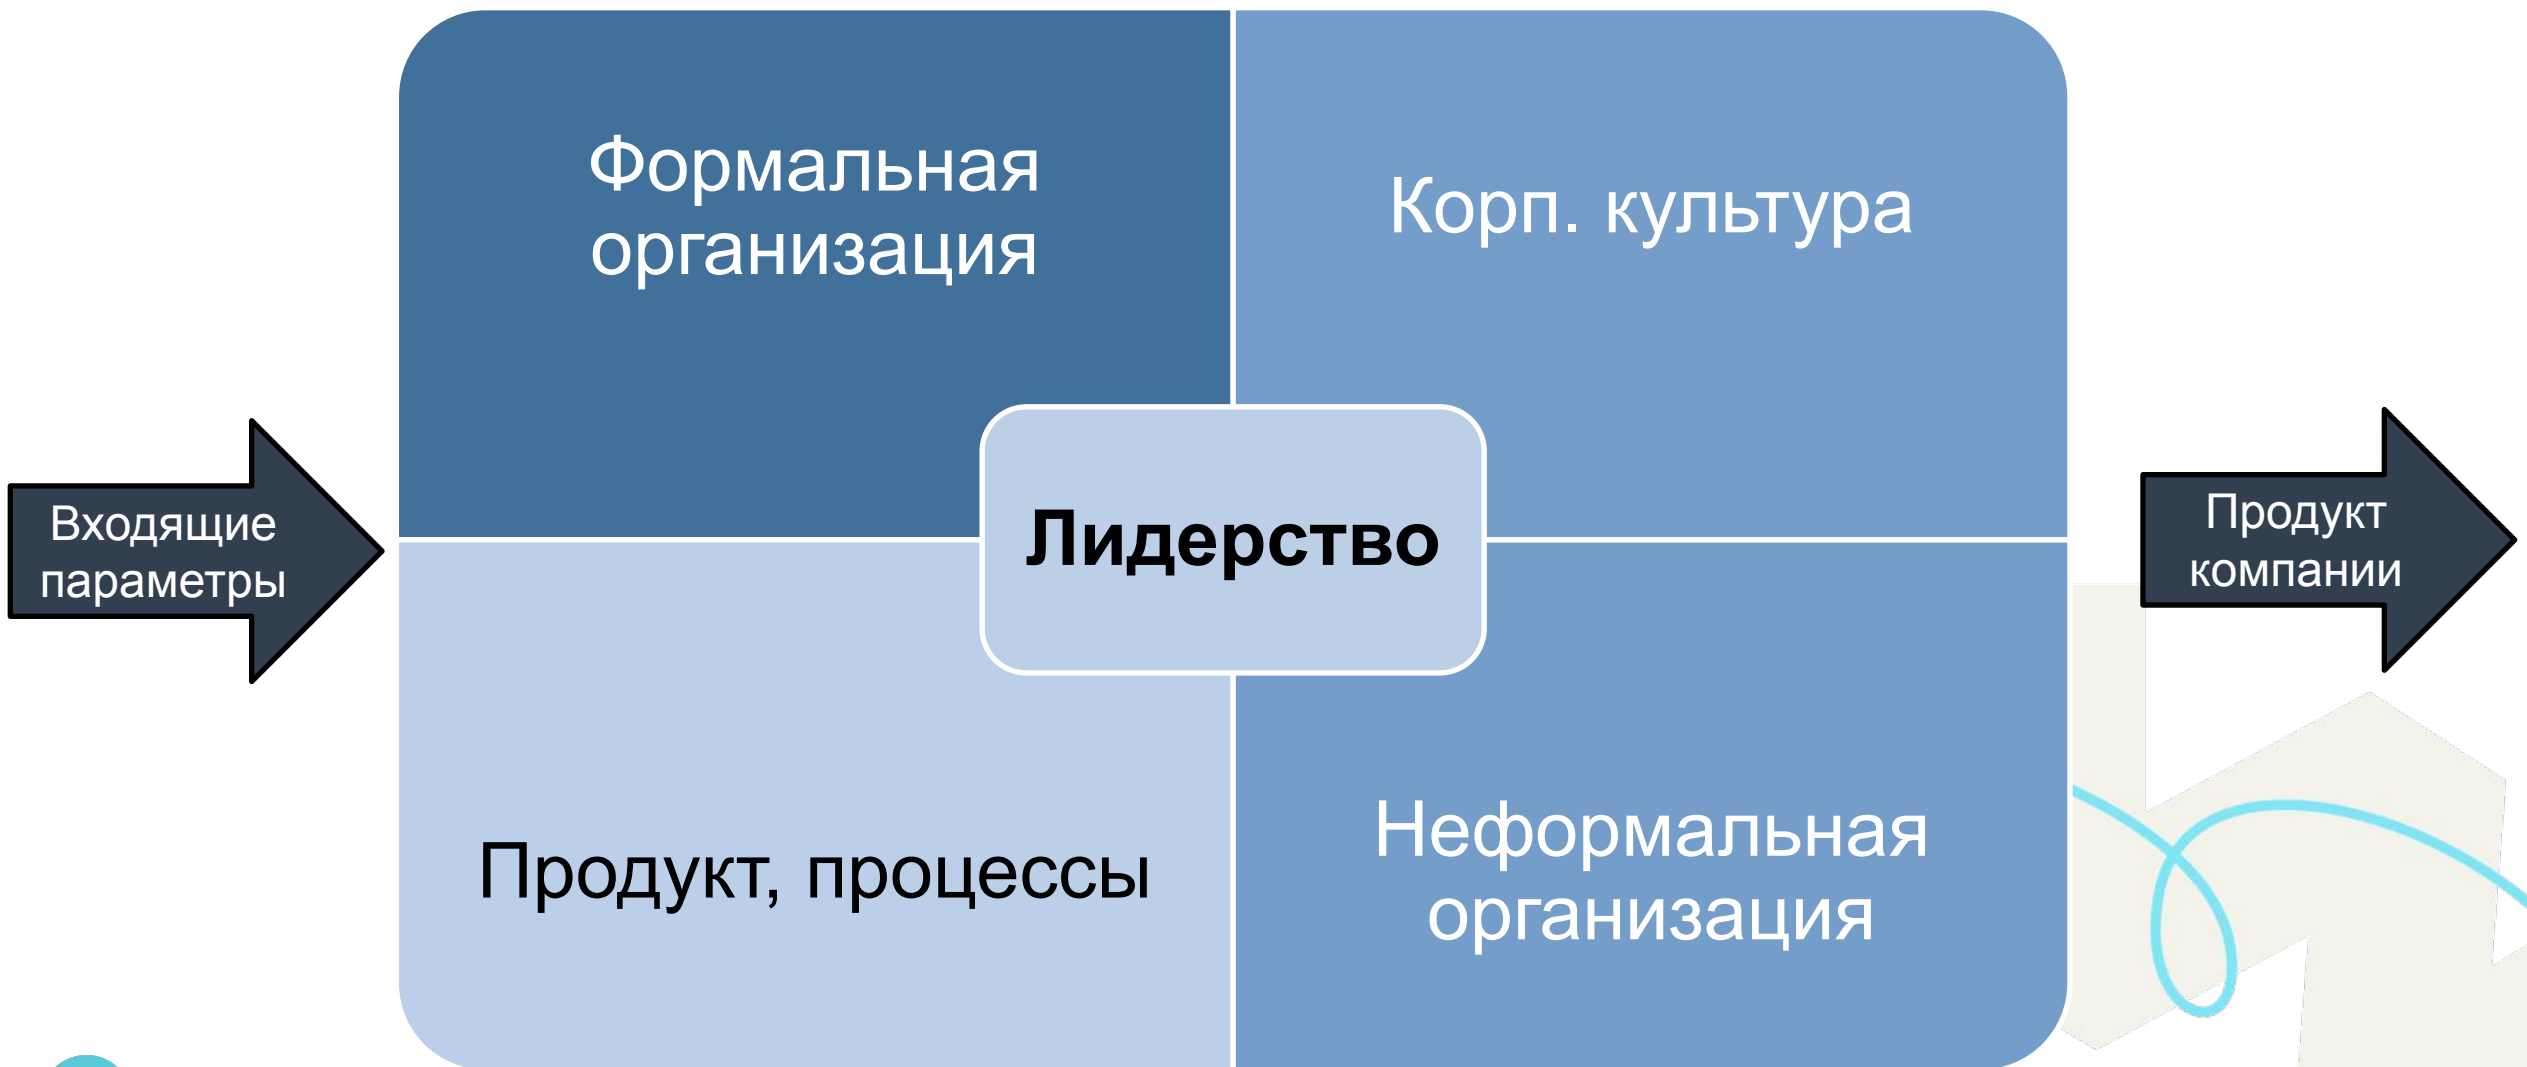 Формальная
организация
Корп. культура
Входящие
параметры
Лидерство
Продукт
компании
Продукт, процессы
Неформальная
организация